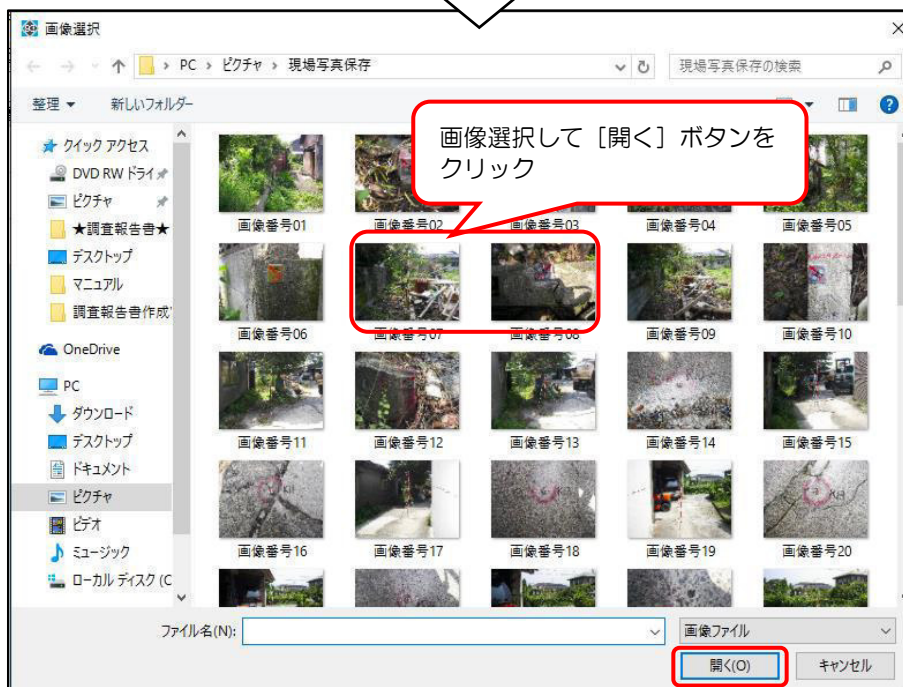 画像選択
PC › ピクチャ › 現場写真保存
現場写真保存の検索
整理
新しいフォルダー
画像選択して［開く］ボタンを
クリック
クイック アクセス
DVD RW ドライ
ピクチャ
★調査報告書★
デスクトップ
マニュアル
調査報告書作成
OneDrive
PC
ダウンロード
デスクトップ
ドキュメント
ピクチャ
ビデオ
ミュージック
ローカル ディスク (C
画像番号01
画像番号02
画像番号03
画像番号04
画像番号05
画像番号06
画像番号07
画像番号08
画像番号09
画像番号10
画像番号11
画像番号12
画像番号13
画像番号14
画像番号15
画像番号16
画像番号17
画像番号18
画像番号19
画像番号20
ファイル名(N):
画像ファイル
開く(O)
キャンセル